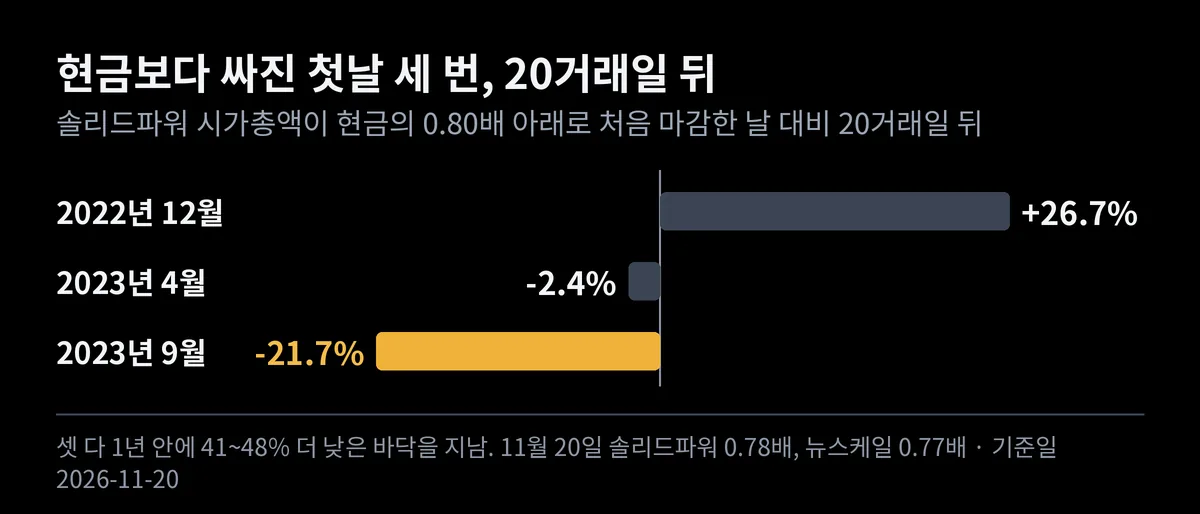 현금보다 싸진 첫날 세 번, 20거래일 뒤
솔리드파워 시가총액이 현금의 0.80배 아래로 처음 마감한 날 대비 20거래일 뒤
2022년 12월 +26.7%
2023년 4월 -2.4%
2023년 9월 -21.7%
셋 다 1년 안에 41~48% 더 낮은 바닥을 지남. 11월 20일 솔리드파워 0.78배, 뉴스케일 0.77배 · 기준일
2026-11-20